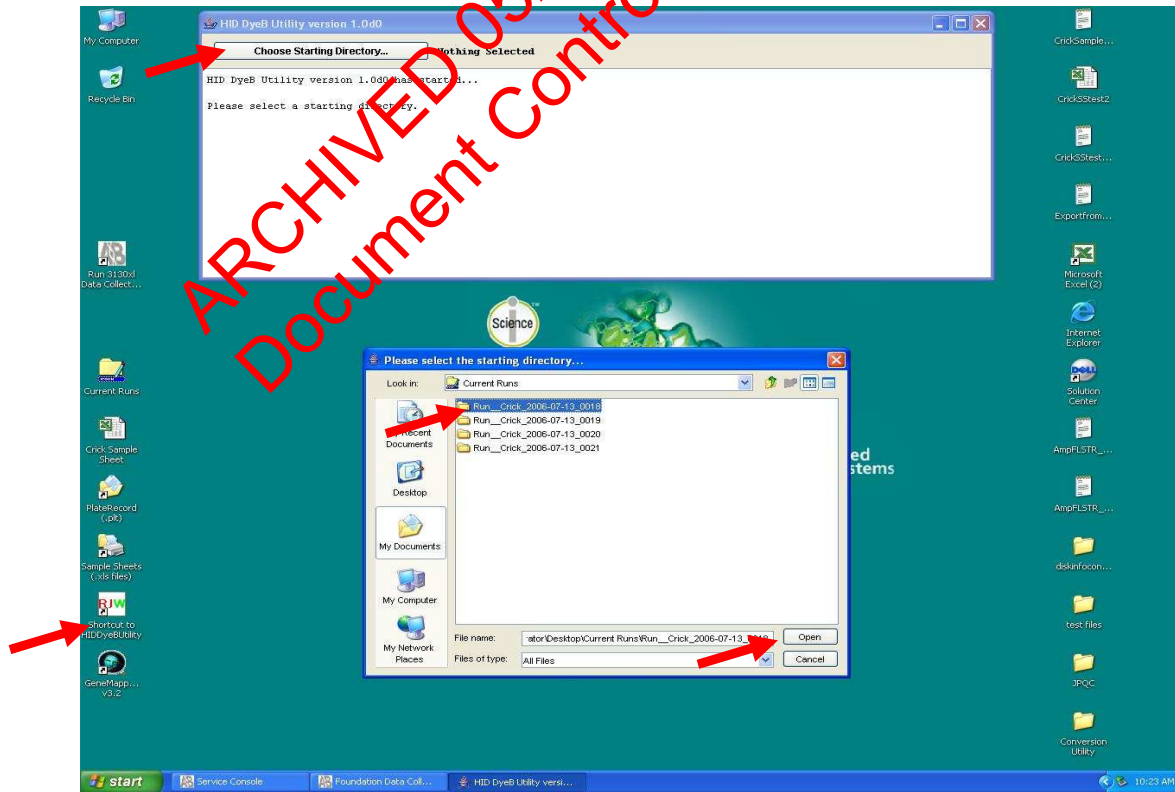 My Computer
Recycle Bin
Run 3130xl
Data Collect...
Current Runs
Crick Sample
Sheet
PlateRecord
(.plt)
Sample Sheets
(.xls files)
RJW
Shortcut to
HIDDyeBUtility
GeneMapp...
v3.2
HID DyeB Utility version 1.0d0
Choose Starting Directory...
Nothing Selected
HID DyeB Utility version 1.0d0 has started...
Please select a starting directory.
ARCHIVED
Document Contro
iScience
Please select the starting directory...
Look in:
Current Runs
Run__Crick_2006-07-13_0018
Run__Crick_2006-07-13_0019
Run__Crick_2006-07-13_0020
Run__Crick_2006-07-13_0021
My Recent
Documents
Desktop
My Documents
My Computer
My Network
Places
File name:
ator\Desktop\Current Runs\Run__Crick_2006-07-13_0018
Open
Files of type:
All Files
Cancel
ed
stems
CrickSample...
CrickSStest2
CrickSStest...
Exportfrom...
Microsoft
Excel (2)
Internet
Explorer
DELL
Solution
Center
AmpFLSTR_...
AmpFLSTR_...
diskinfocon...
test files
JPQC
Conversion
Utility
start
Service Console
Foundation Data Coll...
HID DyeB Utility versi...
10:23 AM